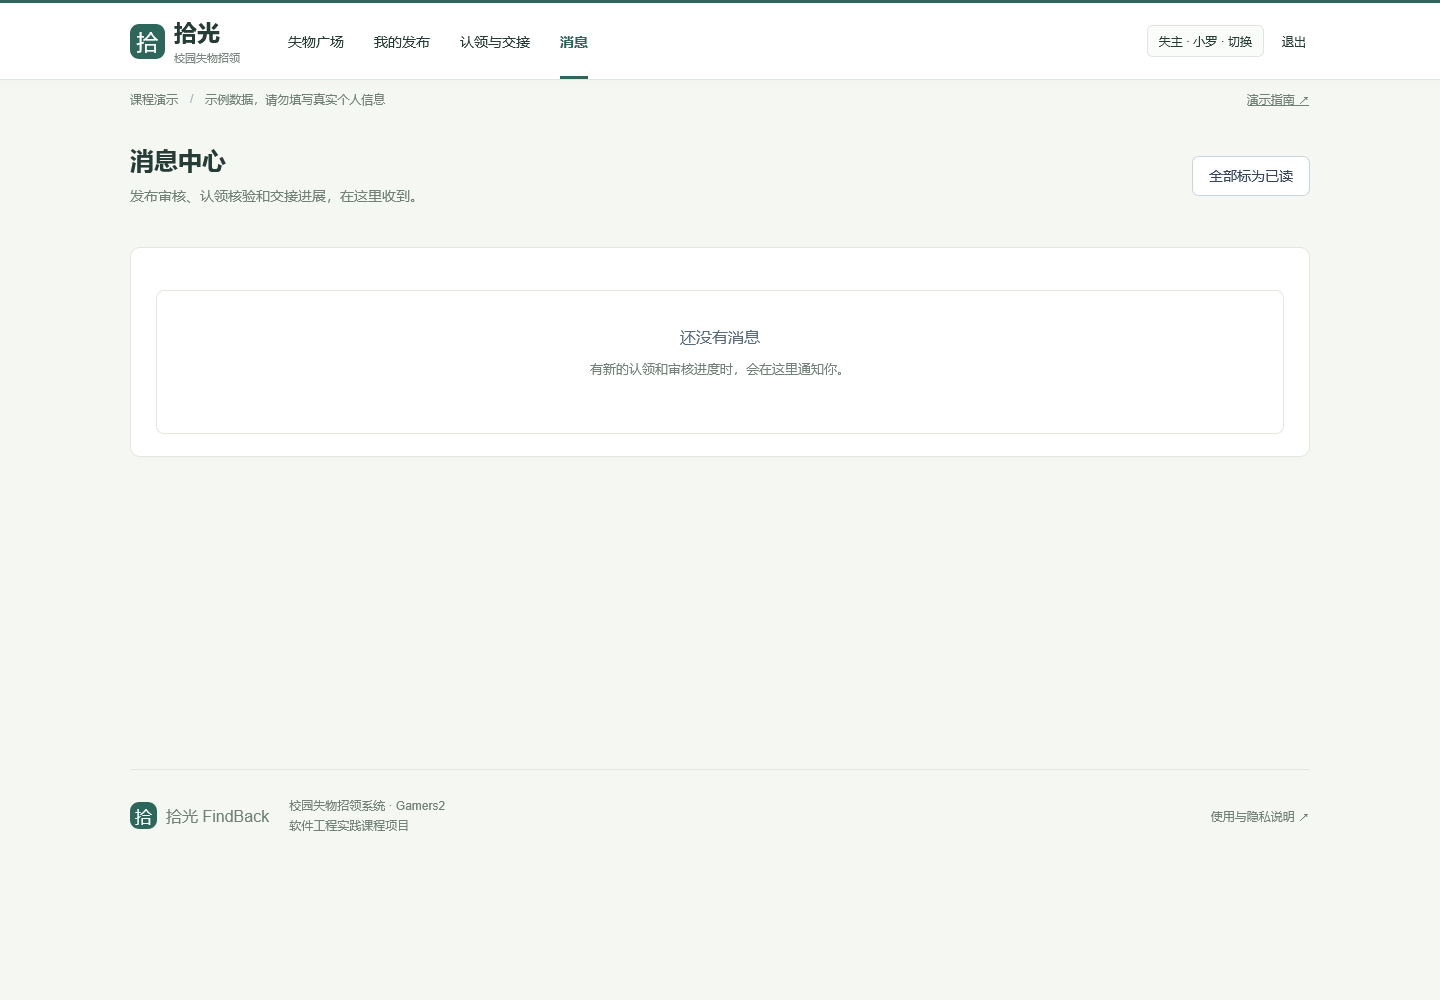 拾 拾光
校园失物招领
失物广场 我的发布 认领与交接 消息
失主 · 小罗 · 切换 退出
课程演示 / 示例数据，请勿填写真实个人信息
演示指南 ↗
消息中心
发布审核、认领核验和交接进展，在这里收到。
全部标为已读
还没有消息
有新的认领和审核进度时，会在这里通知你。
拾 拾光 FindBack
校园失物招领系统 · Gamers2
软件工程实践课程项目
使用与隐私说明 ↗